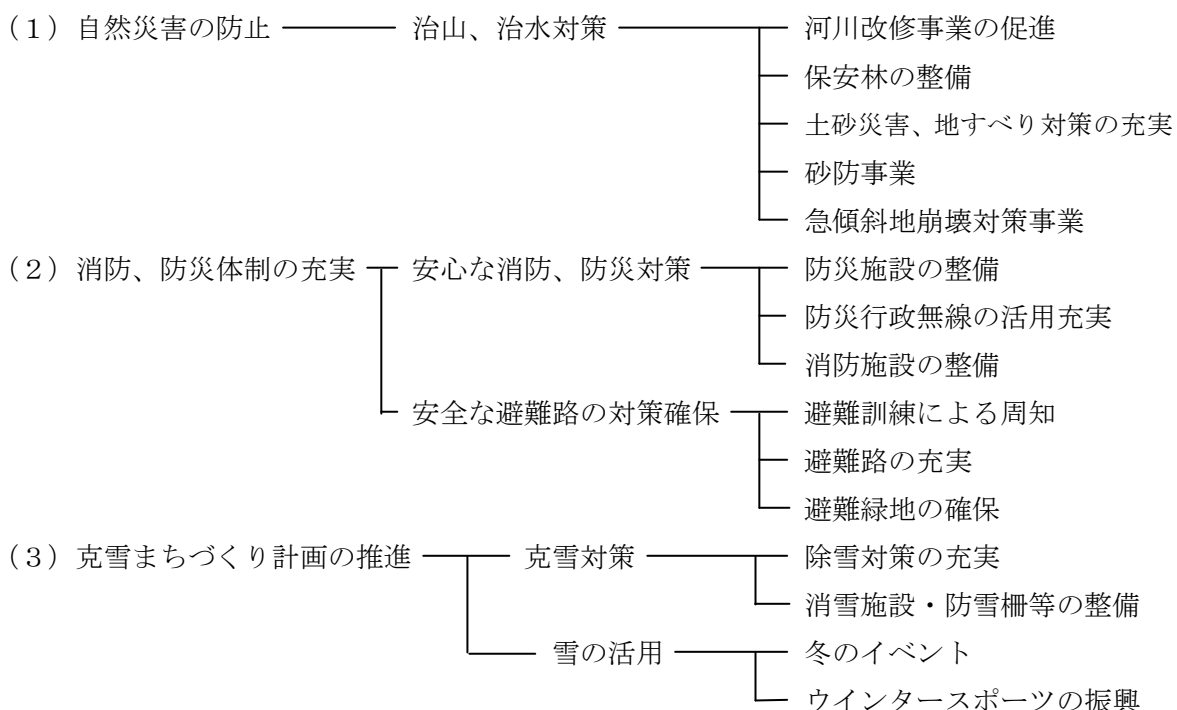 （１）自然災害の防止 治山、治水対策 河川改修事業の促進
保安林の整備
土砂災害、地すべり対策の充実
砂防事業
急傾斜地崩壊対策事業
（２）消防、防災体制の充実 安心な消防、防災対策 防災施設の整備
防災行政無線の活用充実
消防施設の整備
安全な避難路の対策確保 避難訓練による周知
避難路の充実
避難緑地の確保
（３）克雪まちづくり計画の推進 克雪対策 除雪対策の充実
消雪施設・防雪柵等の整備
雪の活用 冬のイベント
ウインタースポーツの振興